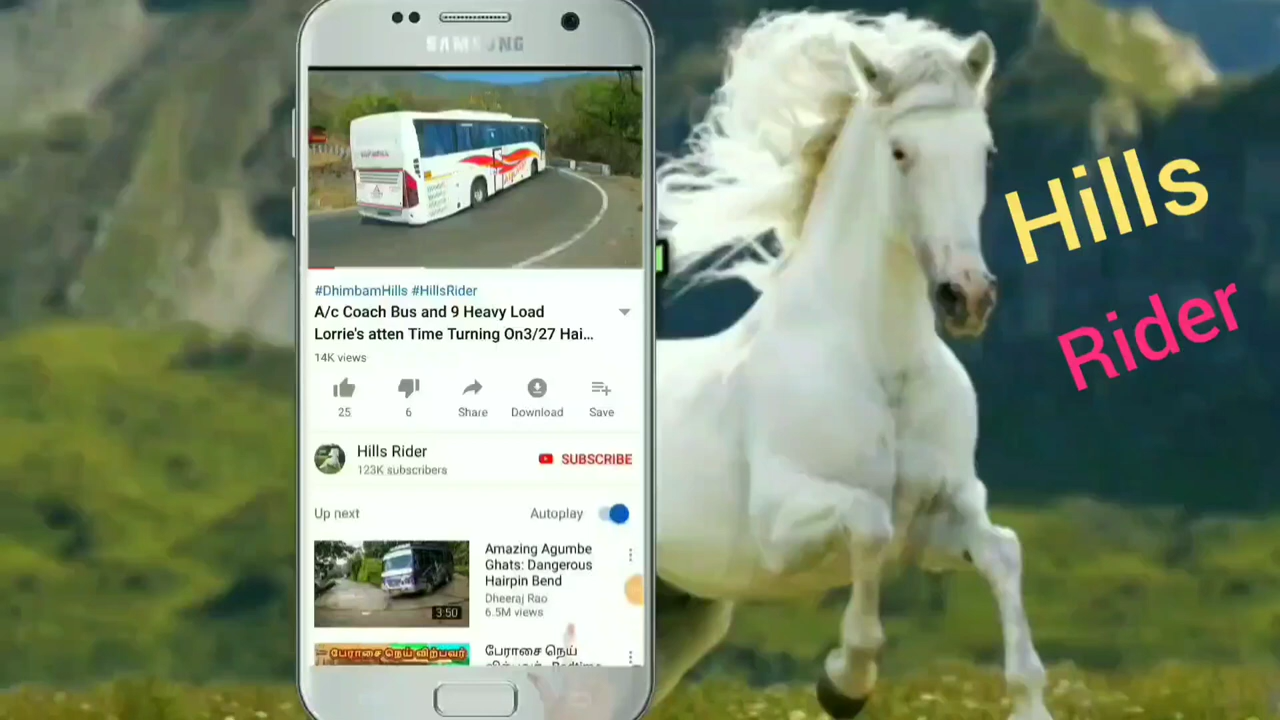 SAMSUNG
#DhimbamHills #HillsRider
A/c Coach Bus and 9 Heavy Load
Lorrie's atten Time Turning On3/27 Hai...
14K views
25
6
Share
Download
Save
Hills Rider
123K subscribers
SUBSCRIBE
Up next
Autoplay
Amazing Agumbe
Ghats: Dangerous
Hairpin Bend
Dheeraj Rao
6.5M views
3:50
பேராசை நெய் விற்பவர்
பேராசை நெய்
Hills
Rider